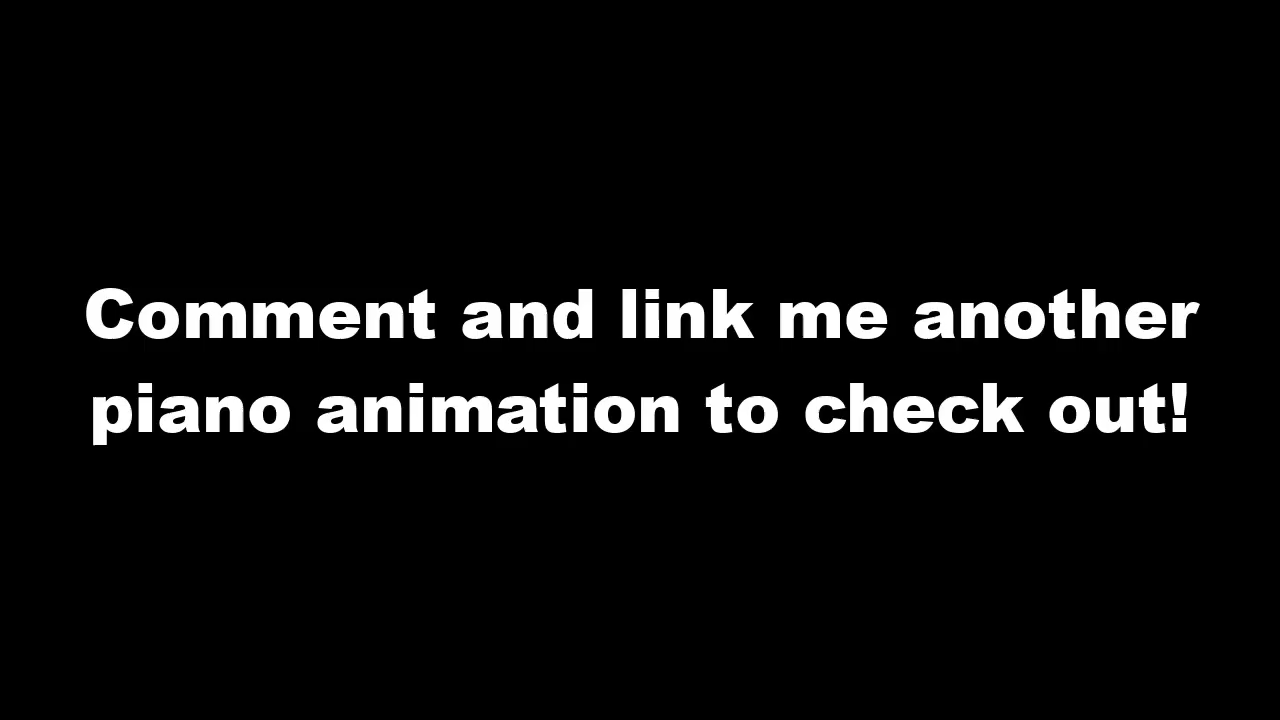 Comment and link me another
piano animation to check out!